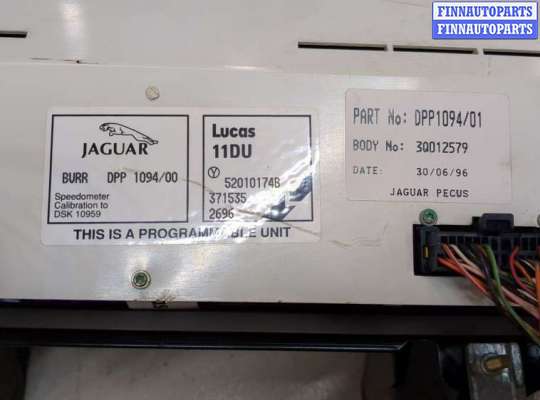 FINNAUTOPARTS
FINNAUTOPARTS
JAGUAR
BURR DPP 1094/00
Speedometer
Calibration to
DSK 10959
Lucas
11DU
Y 52010174B
371535
2696
THIS IS A PROGRAMMABLE UNIT
PART No: DPP1094/01
BODY No: 3Q012579
DATE: 30/06/96
JAGUAR PECUS